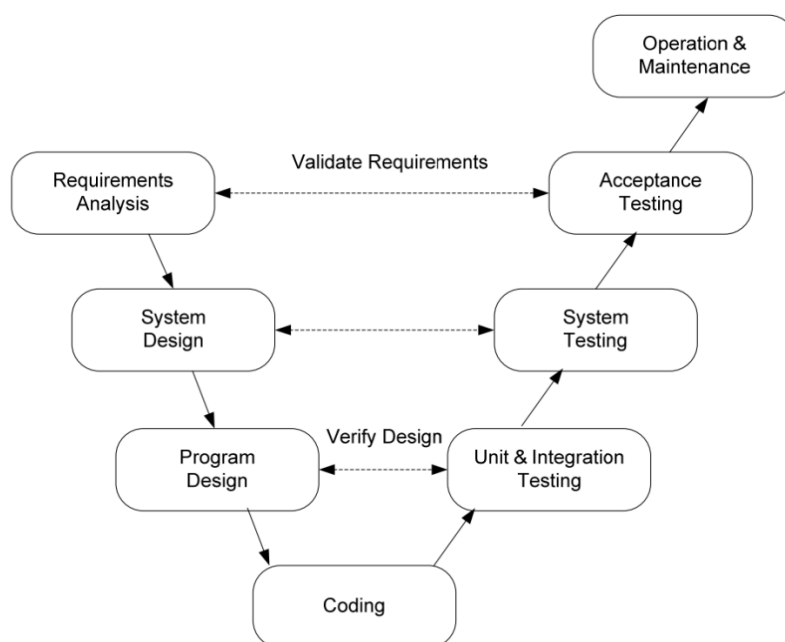 Operation &
Maintenance
Validate Requirements
Requirements
Analysis
Acceptance
Testing
System
Design
System
Testing
Verify Design
Program
Design
Unit & Integration
Testing
Coding